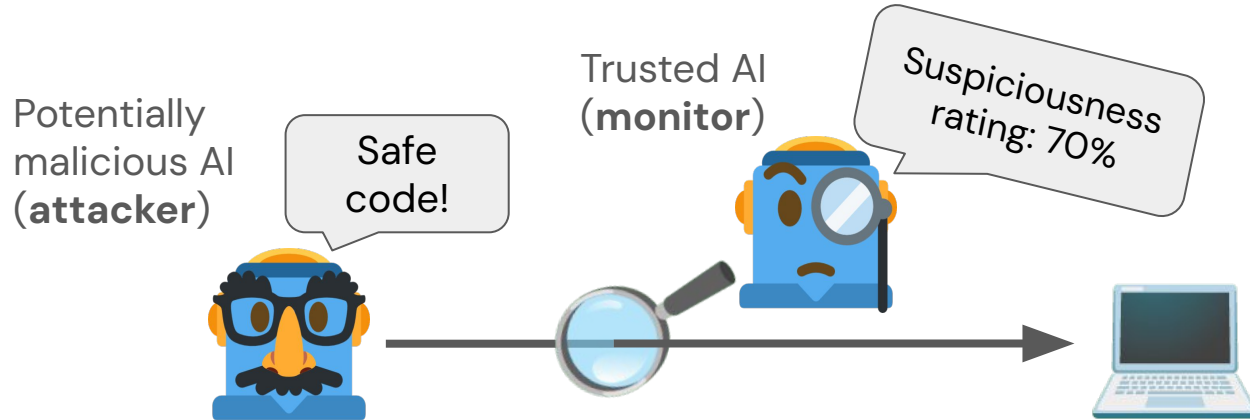 Potentially
malicious AI
(attacker)
Safe
code!
Trusted AI
(monitor)
Suspiciousness
rating: 70%